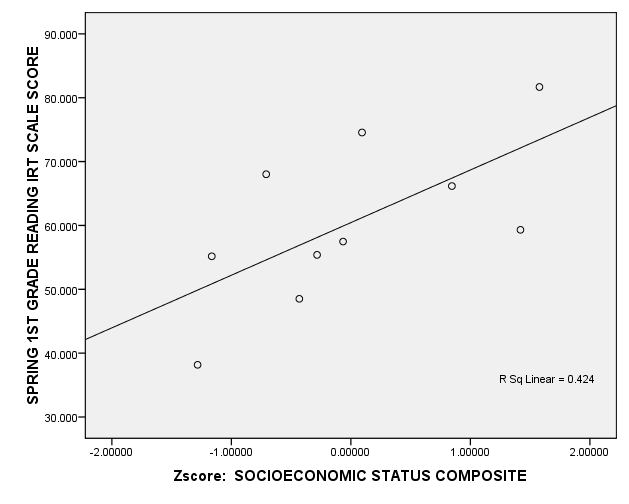 SPRING 1ST GRADE READING IRT SCALE SCORE
90.000
80.000
70.000
60.000
50.000
40.000
30.000
R Sq Linear = 0.424
-2.00000 -1.00000 0.00000 1.00000 2.00000
Zscore: SOCIOECONOMIC STATUS COMPOSITE